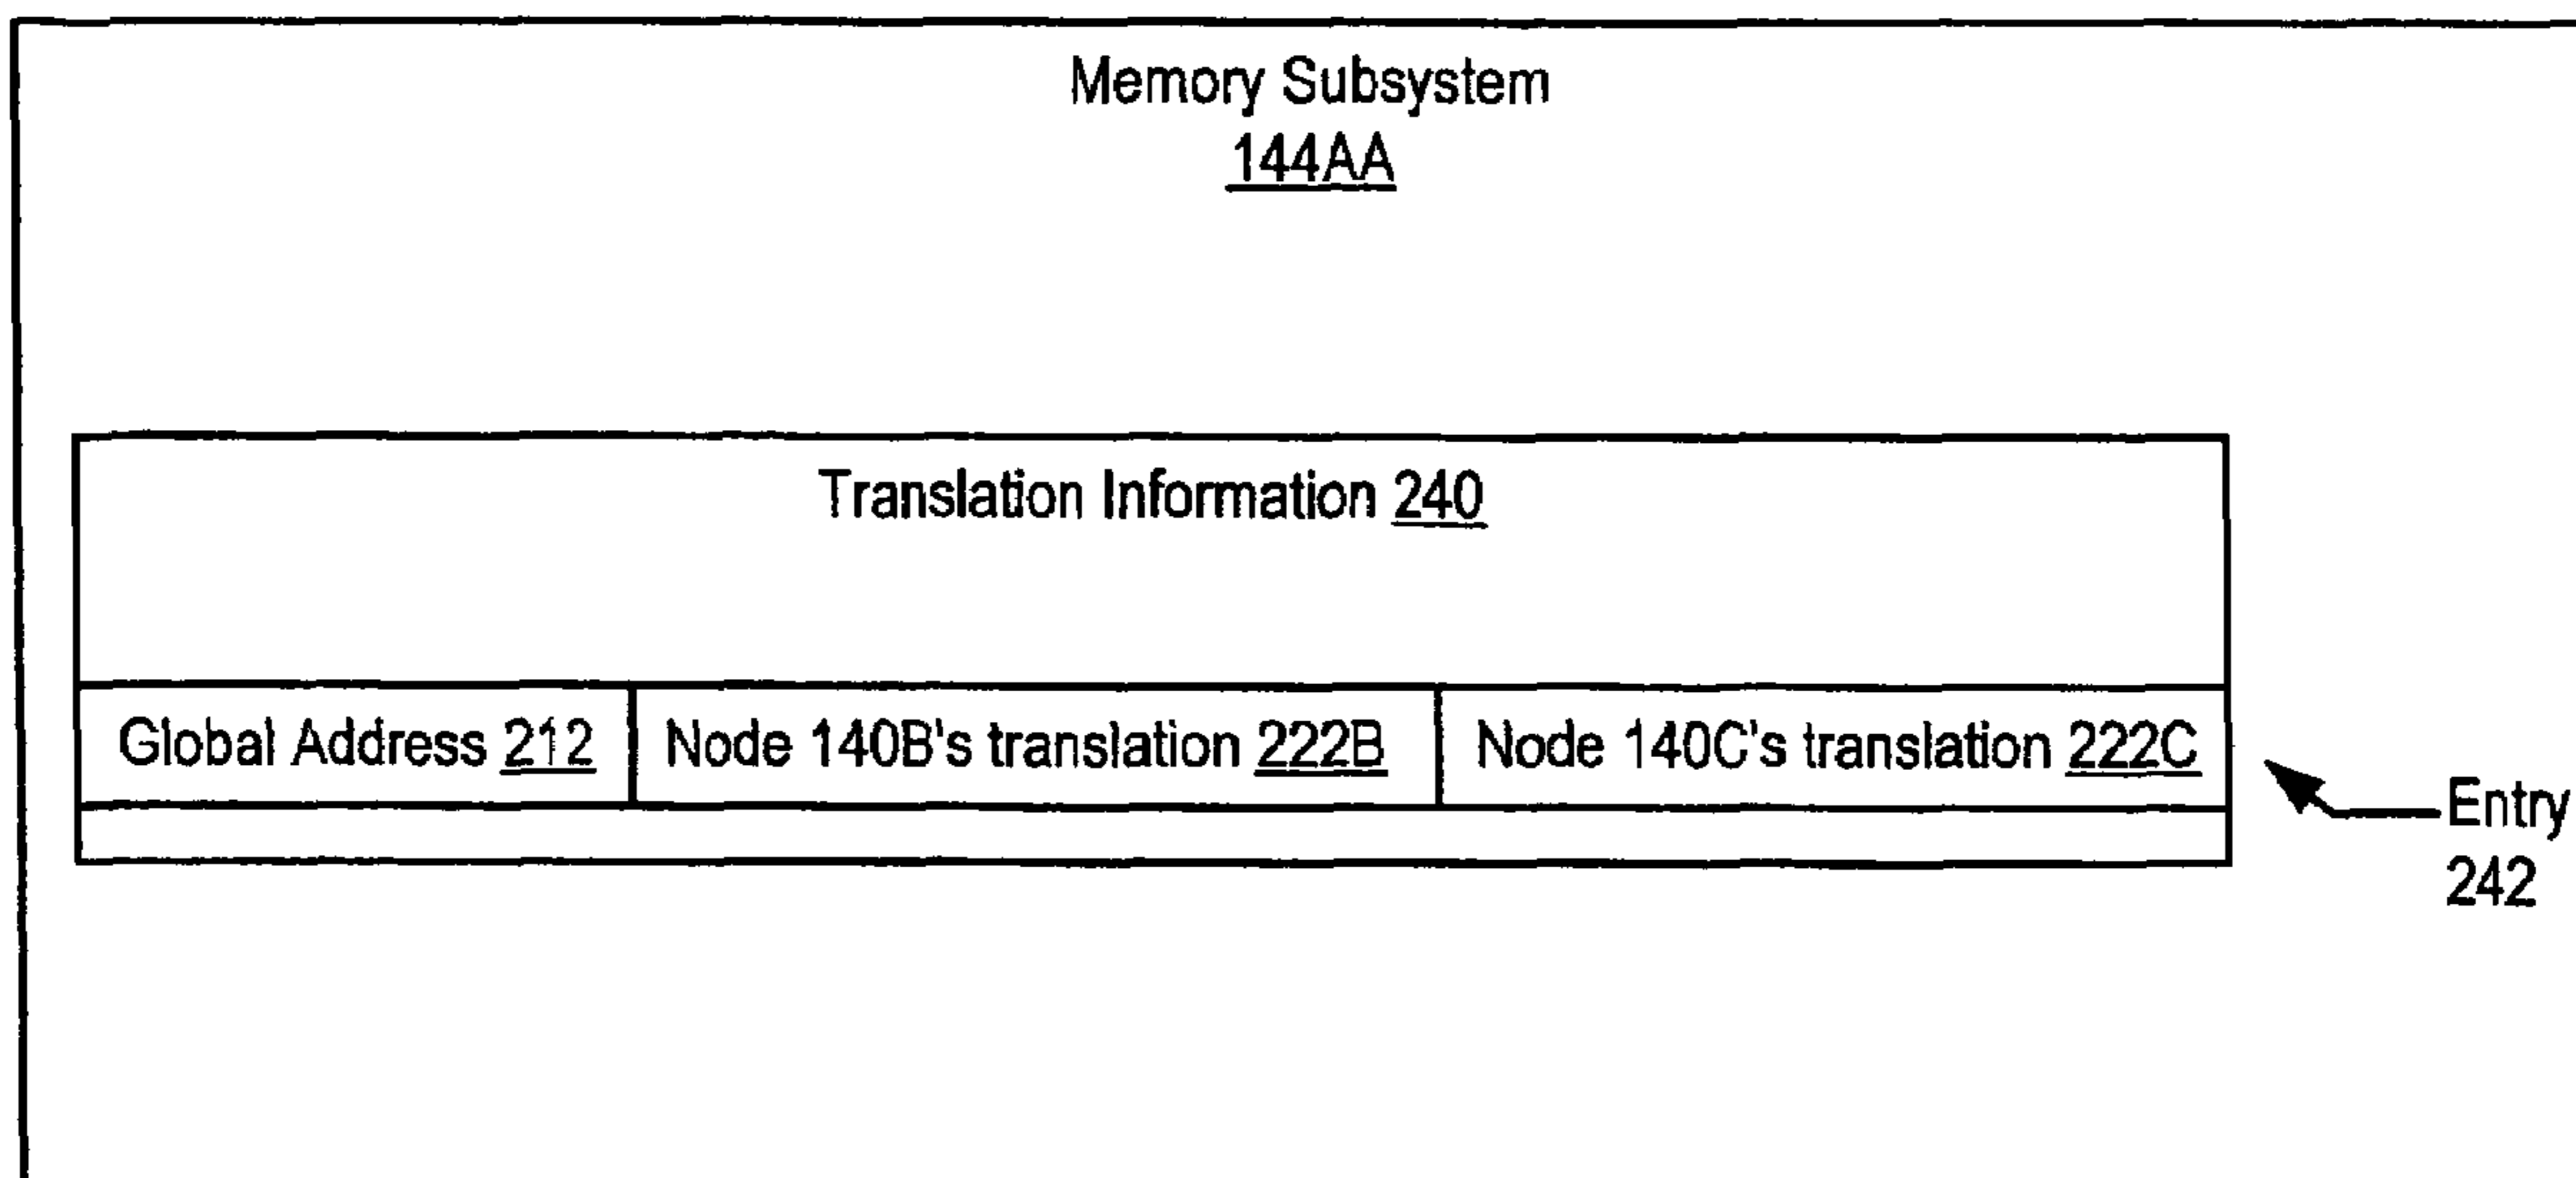 Memory Subsystem
144AA
Translation Information 240
Global Address 212 Node 140B's translation 222B Node 140C's translation 222C
Entry
242